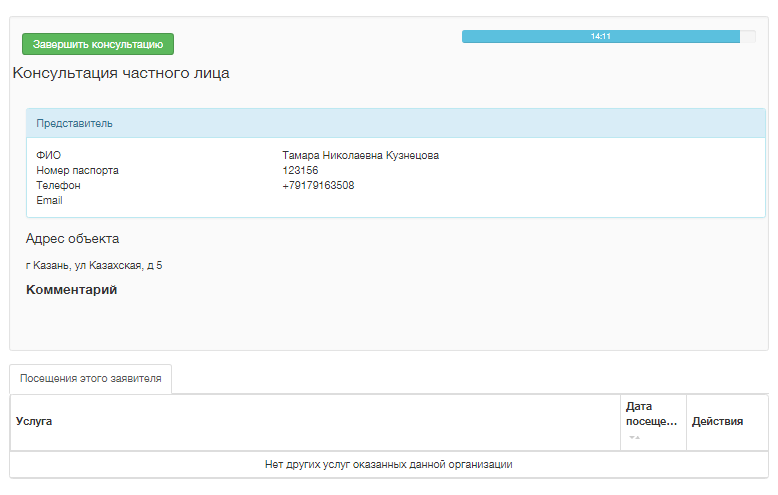 Завершить консультацию
14:11
Консультация частного лица
Представитель
ФИО Тамара Николаевна Кузнецова
Номер паспорта 123156
Телефон +79179163508
Email
Адрес объекта
г Казань, ул Казахская, д 5
Комментарий
Посещения этого заявителя
Услуга
Дата
посеще...
Действия
Нет других услуг оказанных данной организации